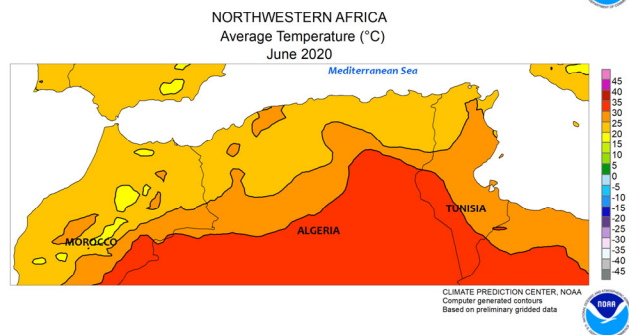 NORTHWESTERN AFRICA
Average Temperature (°C)
June 2020
Mediterranean Sea
45
40
35
30
25
20
15
10
5
0
-5
-10
-15
-20
-25
-30
-35
-40
-45
TUNISIA
ALGERIA
MOROCCO
CLIMATE PREDICTION CENTER, NOAA
Computer generated contours
Based on preliminary gridded data
NOAA